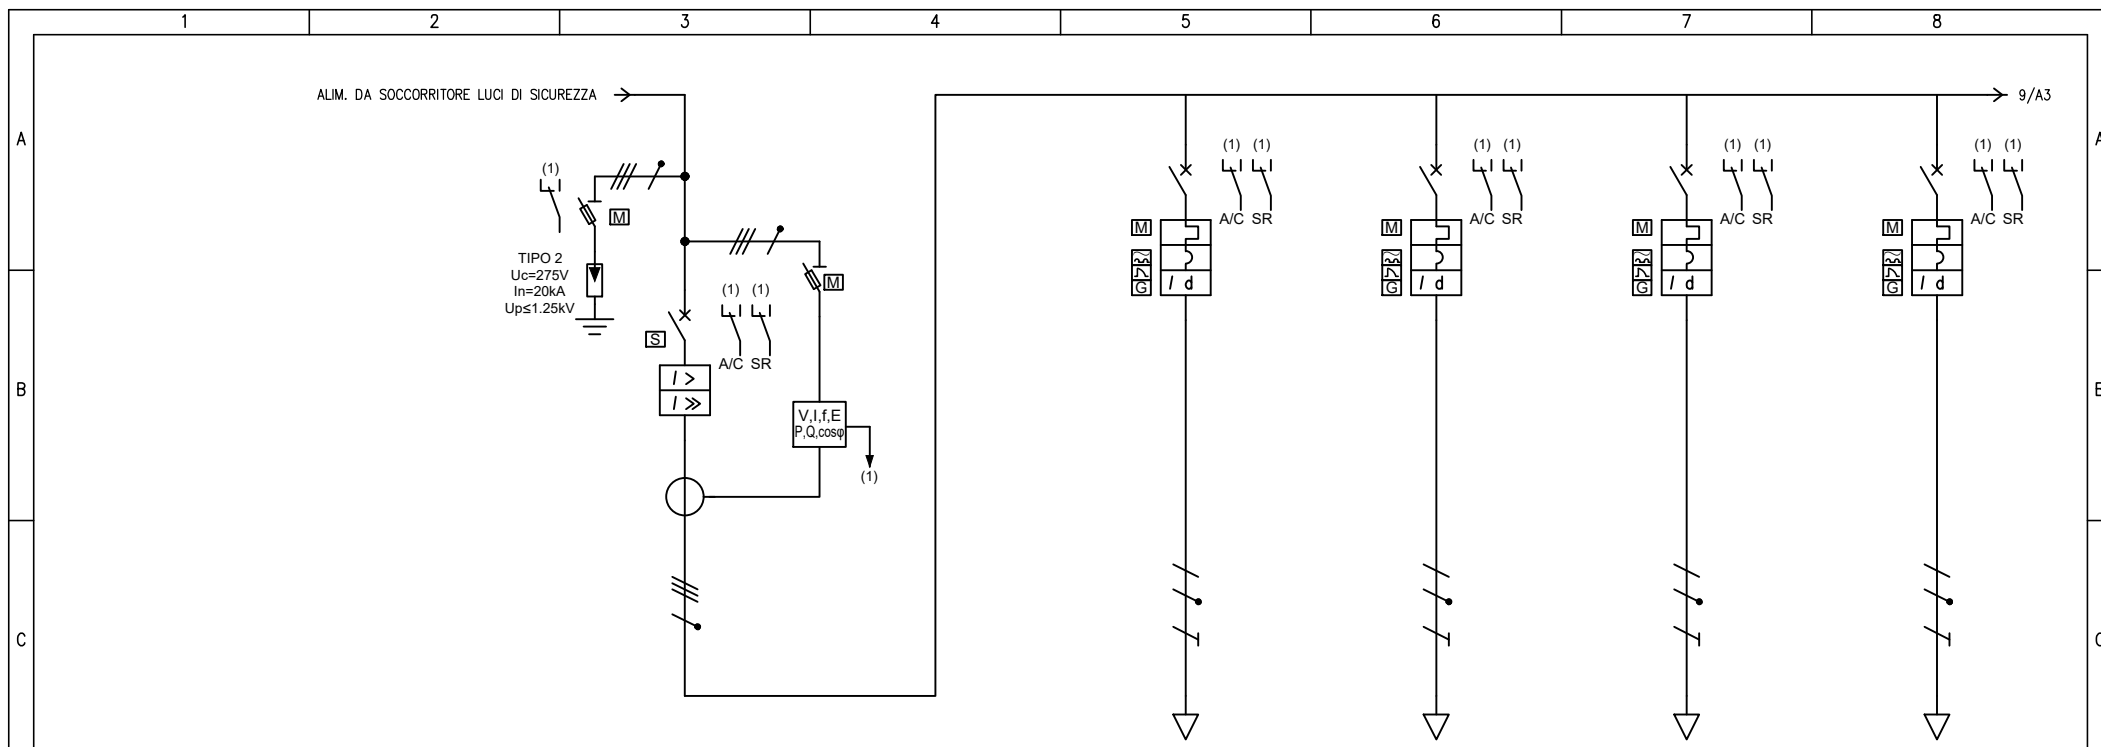 1 2 3 4 5 6 7 8
ALIM. DA SOCCORRITORE LUCI DI SICUREZZA
9/A3
A
A
(1) (1) (1) (1) (1) (1) (1) (1)
(1)
M
A/C SR A/C SR A/C SR A/C SR
M M M M
TIPO 2
Uc=275V
In=20kA
Up≤1.25kV
M
I d I d I d I d
G G G G
(1) (1)
S
A/C SR
I >
I >>
B
B
V,I,f,E
P,Q,cosφ
(1)
C
C